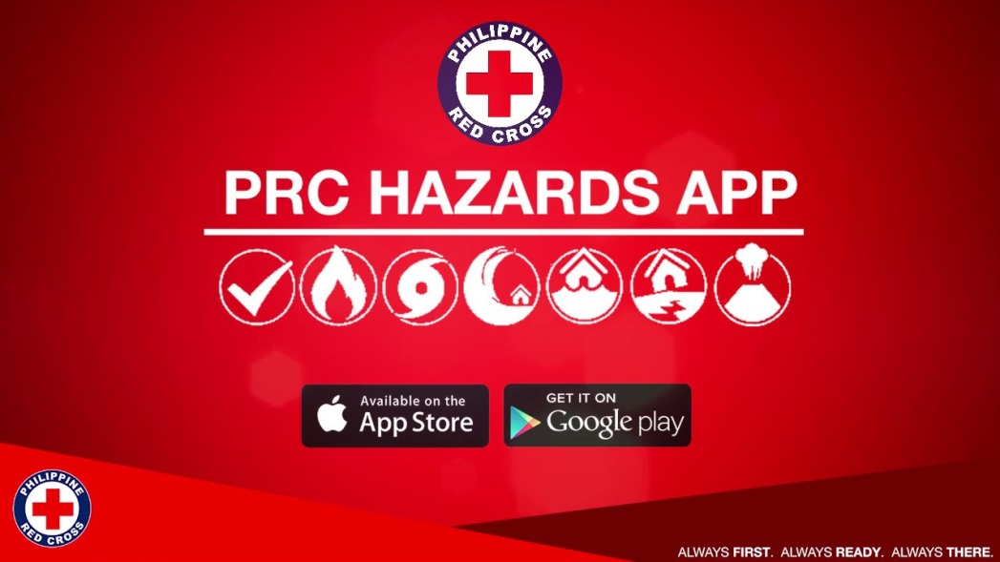 PHILIPPINE
RED CROSS
PRC HAZARDS APP
Available on the
App Store
GET IT ON
Google play
PHILIPPINE
RED CROSS
ALWAYS FIRST. ALWAYS READY. ALWAYS THERE.